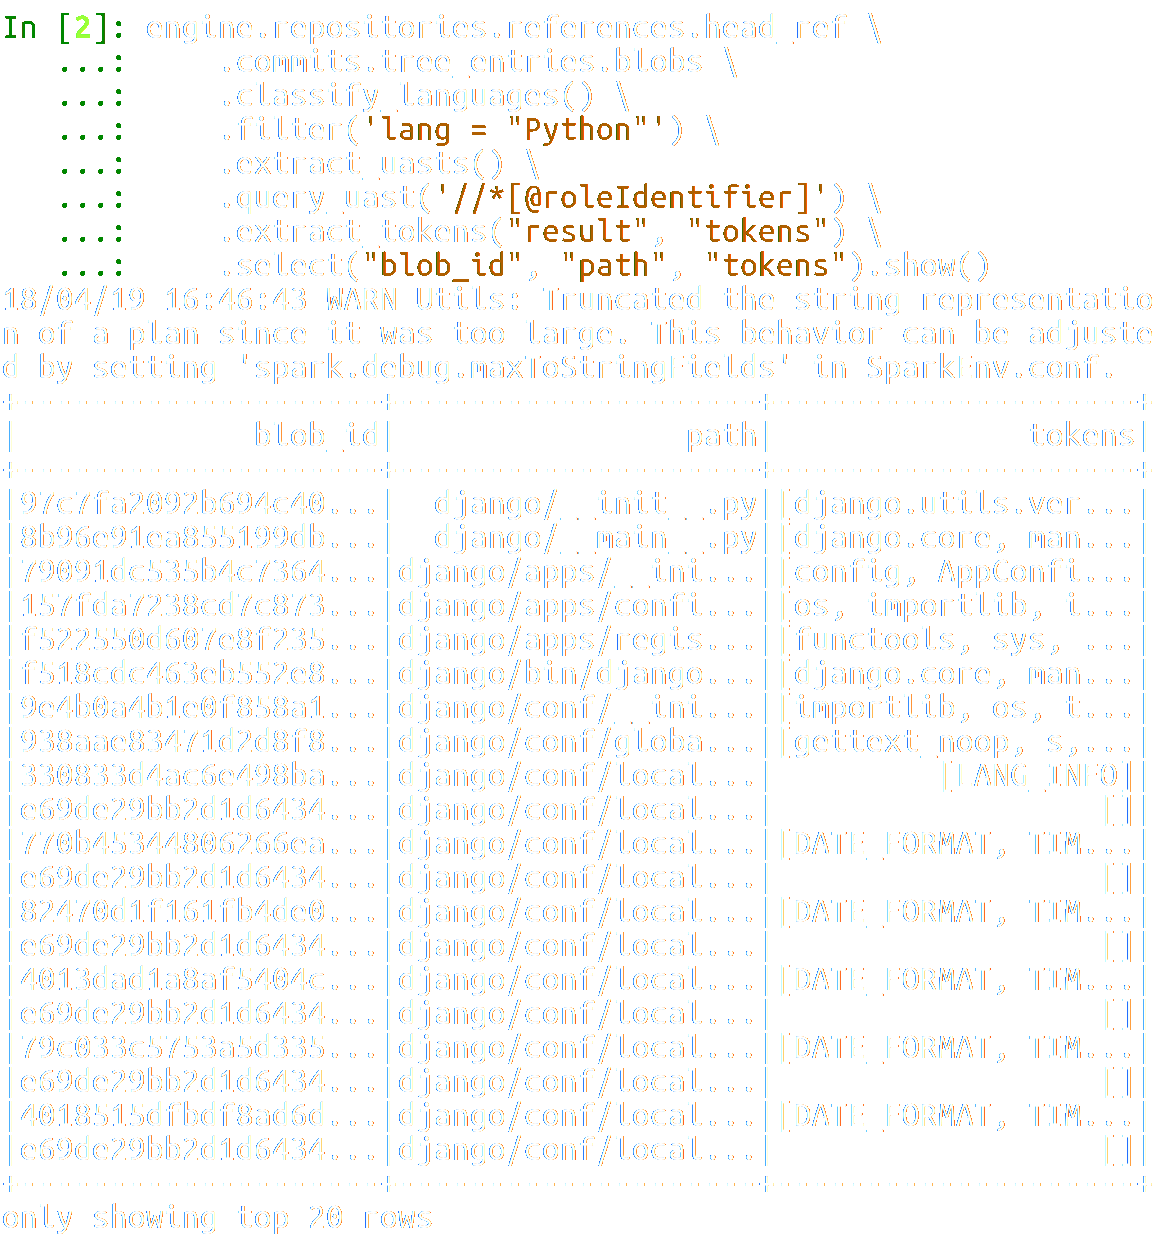 In [2]: engine.repositories.references.head_ref \
   ...:     .commits.tree_entries.blobs \
   ...:     .classify_languages() \
   ...:     .filter('lang = "Python"') \
   ...:     .extract_uasts() \
   ...:     .query_uast('//*[@roleIdentifier]') \
   ...:     .extract_tokens("result", "tokens") \
   ...:     .select("blob_id", "path", "tokens").show()
18/04/19 16:46:43 WARN Utils: Truncated the string representatio
n of a plan since it was too large. This behavior can be adjuste
d by setting 'spark.debug.maxToStringFields' in SparkEnv.conf.
+--------------------+--------------------+--------------------+
|             blob_id|                path|              tokens|
+--------------------+--------------------+--------------------+
|97c7fa2092b694c40...|  django/__init__.py|[django.utils.ver...|
|8b96e91ea855199db...|  django/__main__.py|[django.core, man...|
|79091dc535b4c7364...|django/apps/__ini...|[config, AppConfi...|
|157fda7238cd7c873...|django/apps/confi...|[os, importlib, i...|
|f522550d607e8f235...|django/apps/regis...|[functools, sys, ...|
|f518cdc463eb552e8...|django/bin/django...|[django.core, man...|
|9e4b0a4b1e0f858a1...|django/conf/__ini...|[importlib, os, t...|
|938aae83471d2d8f8...|django/conf/globa...|[gettext_noop, s,...|
|330833d4ac6e498ba...|django/conf/local...|         [LANG_INFO]|
|e69de29bb2d1d6434...|django/conf/local...|                  []|
|770b45344806266ea...|django/conf/local...|[DATE_FORMAT, TIM...|
|e69de29bb2d1d6434...|django/conf/local...|                  []|
|82470d1f161fb4de0...|django/conf/local...|[DATE_FORMAT, TIM...|
|e69de29bb2d1d6434...|django/conf/local...|                  []|
|4013dad1a8af5404c...|django/conf/local...|[DATE_FORMAT, TIM...|
|e69de29bb2d1d6434...|django/conf/local...|                  []|
|79c033c5753a5d335...|django/conf/local...|[DATE_FORMAT, TIM...|
|e69de29bb2d1d6434...|django/conf/local...|                  []|
|4018515dfbdf8ad6d...|django/conf/local...|[DATE_FORMAT, TIM...|
|e69de29bb2d1d6434...|django/conf/local...|                  []|
+--------------------+--------------------+--------------------+
only showing top 20 rows